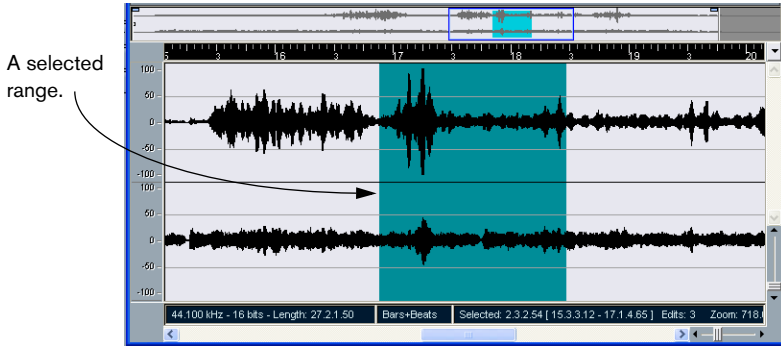 A selected
range.
3
5 3 16 3 17 3 18 3 19 3 20
100
50
0
-50
-100
100
50
0
-50
-100
44.100 kHz - 16 bits - Length: 27.2.1.50 Bars+Beats Selected: 2.3.2.54 [ 15.3.3.12 - 17.1.4.65 ] Edits: 3 Zoom: 718.